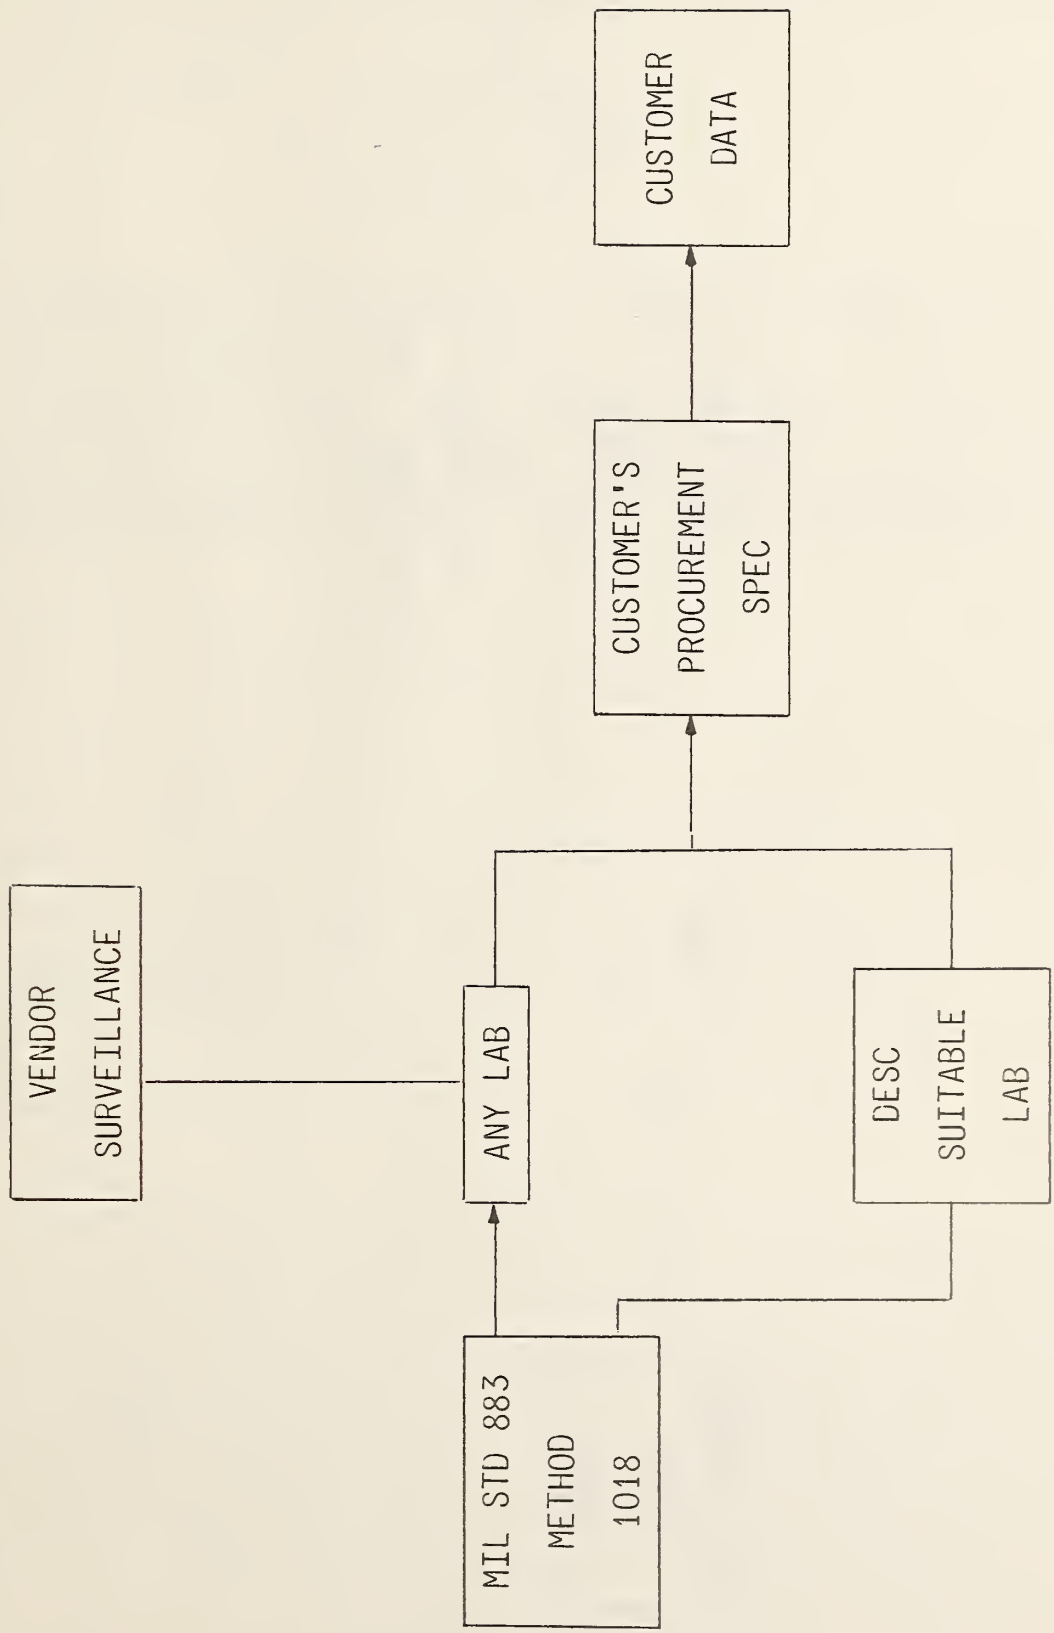 VENDOR
SURVEILLANCE
MIL STD 883
METHOD
1018
ANY LAB
DESC
SUITABLE
LAB
CUSTOMER'S
PROCUREMENT
SPEC
CUSTOMER
DATA